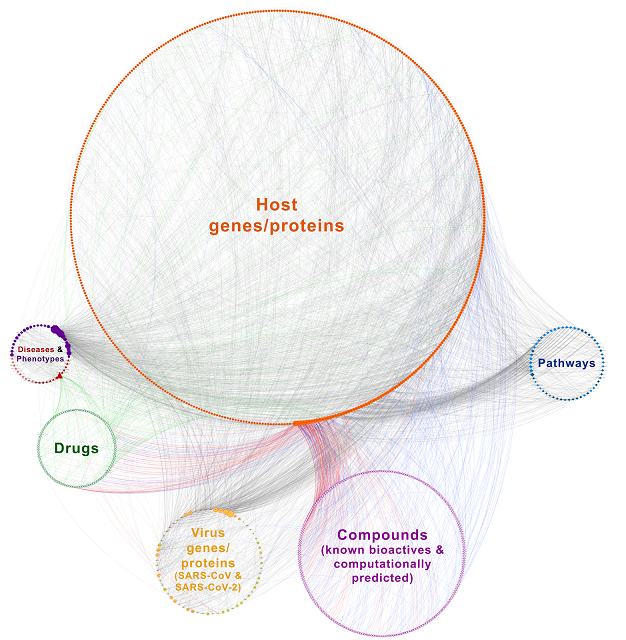 Host
genes/proteins
Diseases &
Phenotypes
Pathways
Drugs
Virus
genes/
proteins
(SARS-CoV &
SARS-CoV-2)
Compounds
(known bioactives &
computationally
predicted)